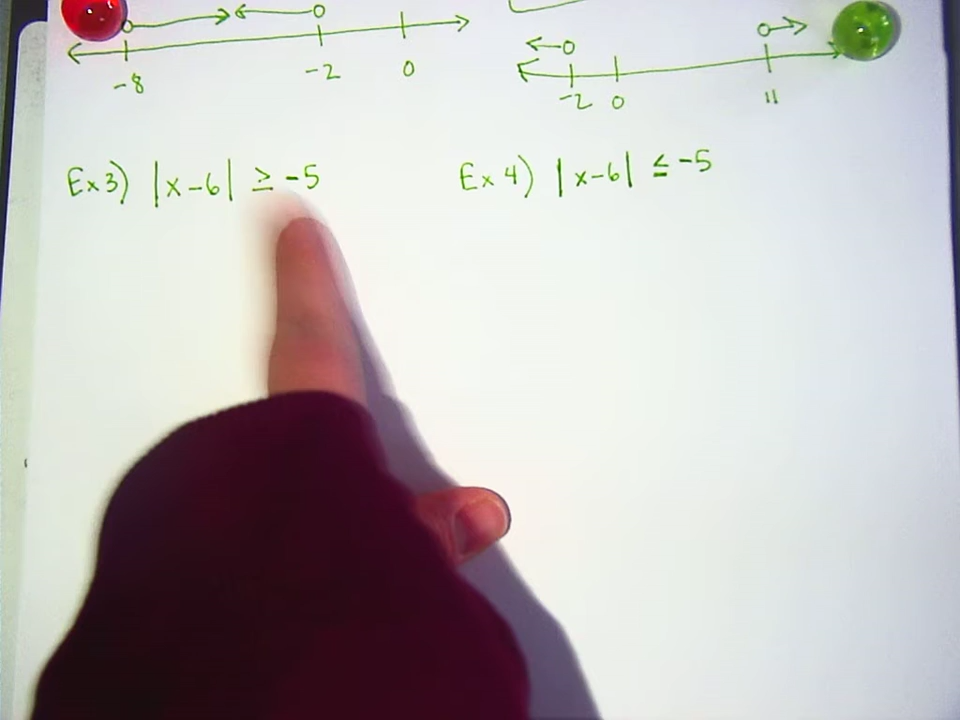 -8 -2 0
-2 0 11
Ex 3) |x-6| ≥ -5
Ex 4) |x-6| ≤ -5